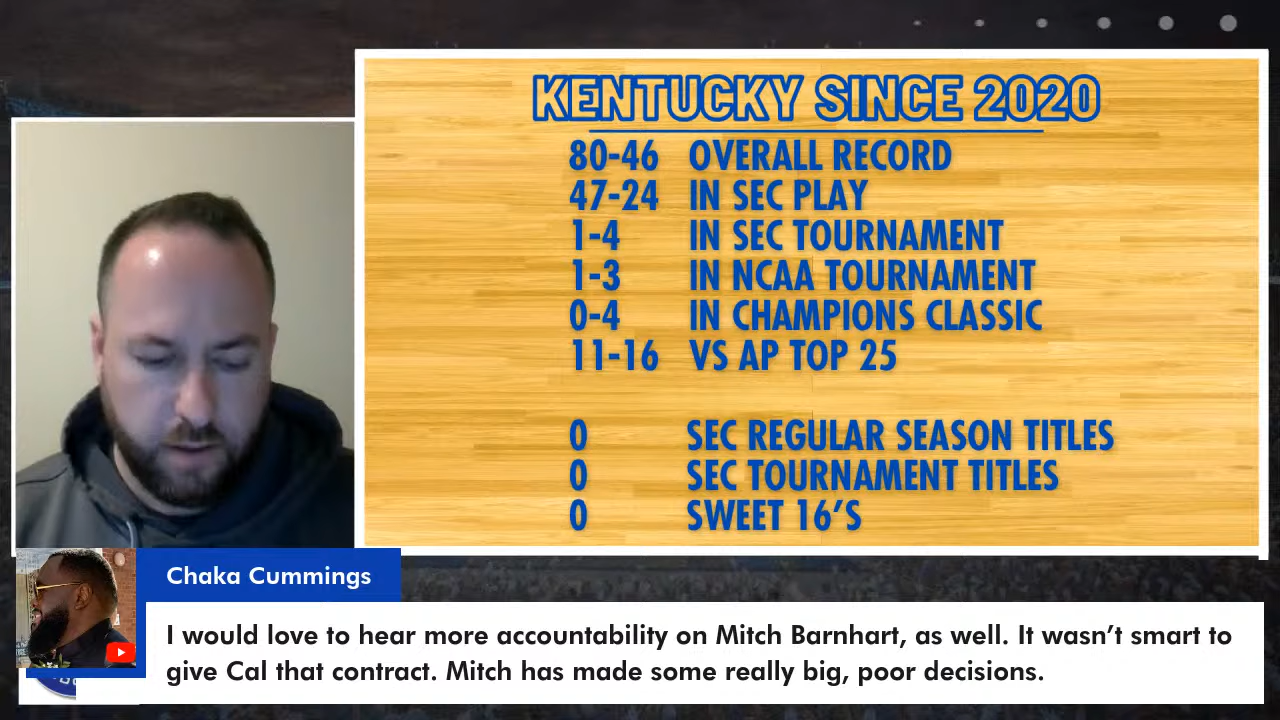 KENTUCKY SINCE 2020
80-46 OVERALL RECORD
47-24 IN SEC PLAY
1-4 IN SEC TOURNAMENT
1-3 IN NCAA TOURNAMENT
0-4 IN CHAMPIONS CLASSIC
11-16 VS AP TOP 25
0 SEC REGULAR SEASON TITLES
0 SEC TOURNAMENT TITLES
0 SWEET 16'S
Chaka Cummings
I would love to hear more accountability on Mitch Barnhart, as well. It wasn't smart to
give Cal that contract. Mitch has made some really big, poor decisions.